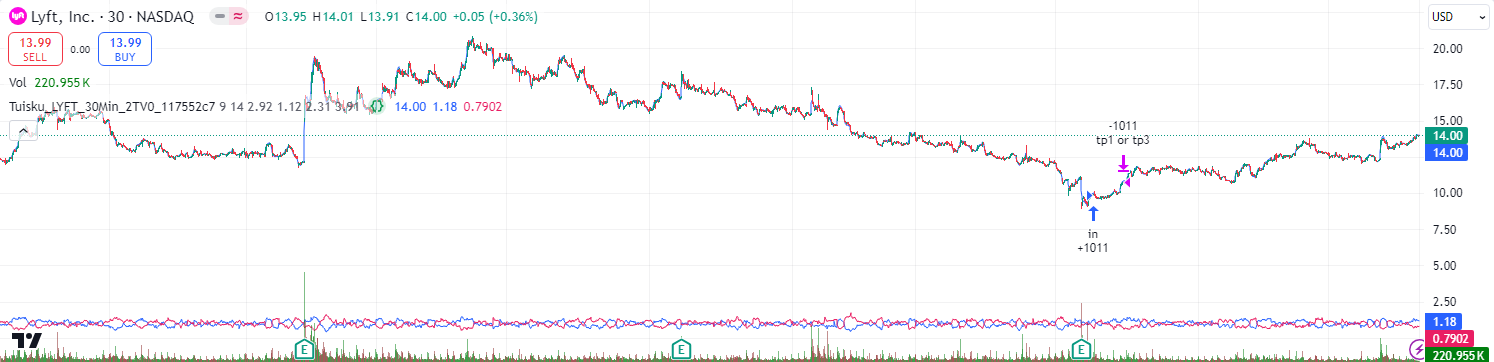 Lyft, Inc. · 30 · NASDAQ O13.95 H14.01 L13.91 C14.00 +0.05 (+0.36%)
USD
13.99 0.00 13.99
SELL BUY
Vol 220.955 K
Tuisku_LYFT_30Min_2TV0_117552c7 9 14 2.92 1.12 2.31 3.91 {} 14.00 1.18 0.7902
20.00
17.50
15.00
14.00
14.00
10.00
7.50
5.00
2.50
1.18
0.7902
220.955 K
-1011
tp1 or tp3
in
+1011
E
E
E